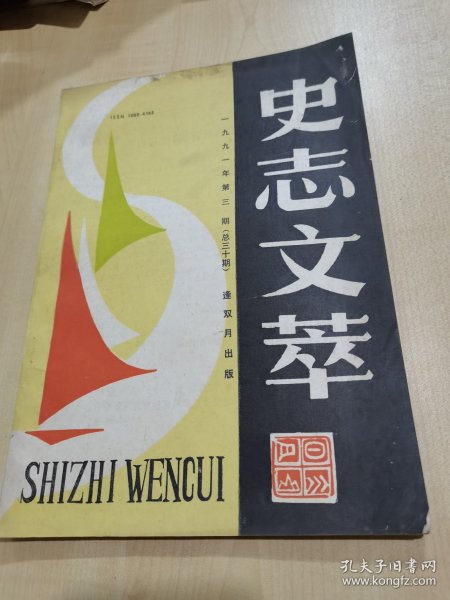 史志文萃
一九九一年第三期(总三十期) 逢双月出版
SHIZHI WENCUI
孔夫子旧书网
www.kongfz.com